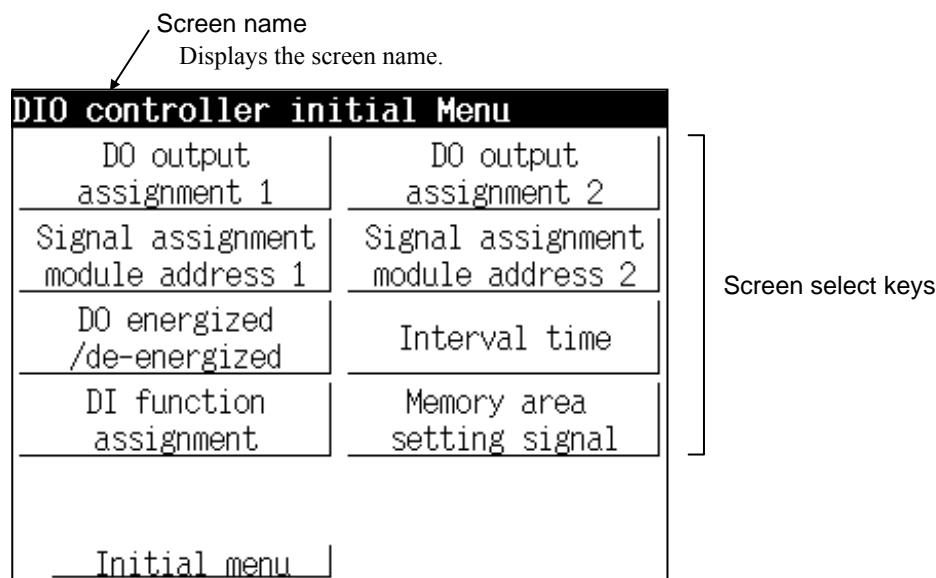 Screen name
Displays the screen name.
DIO controller initial Menu
DO output
assignment 1
DO output
assignment 2
Signal assignment
module address 1
Signal assignment
module address 2
DO energized
/de-energized
Interval time
DI function
assignment
Memory area
setting signal
Screen select keys
Initial menu